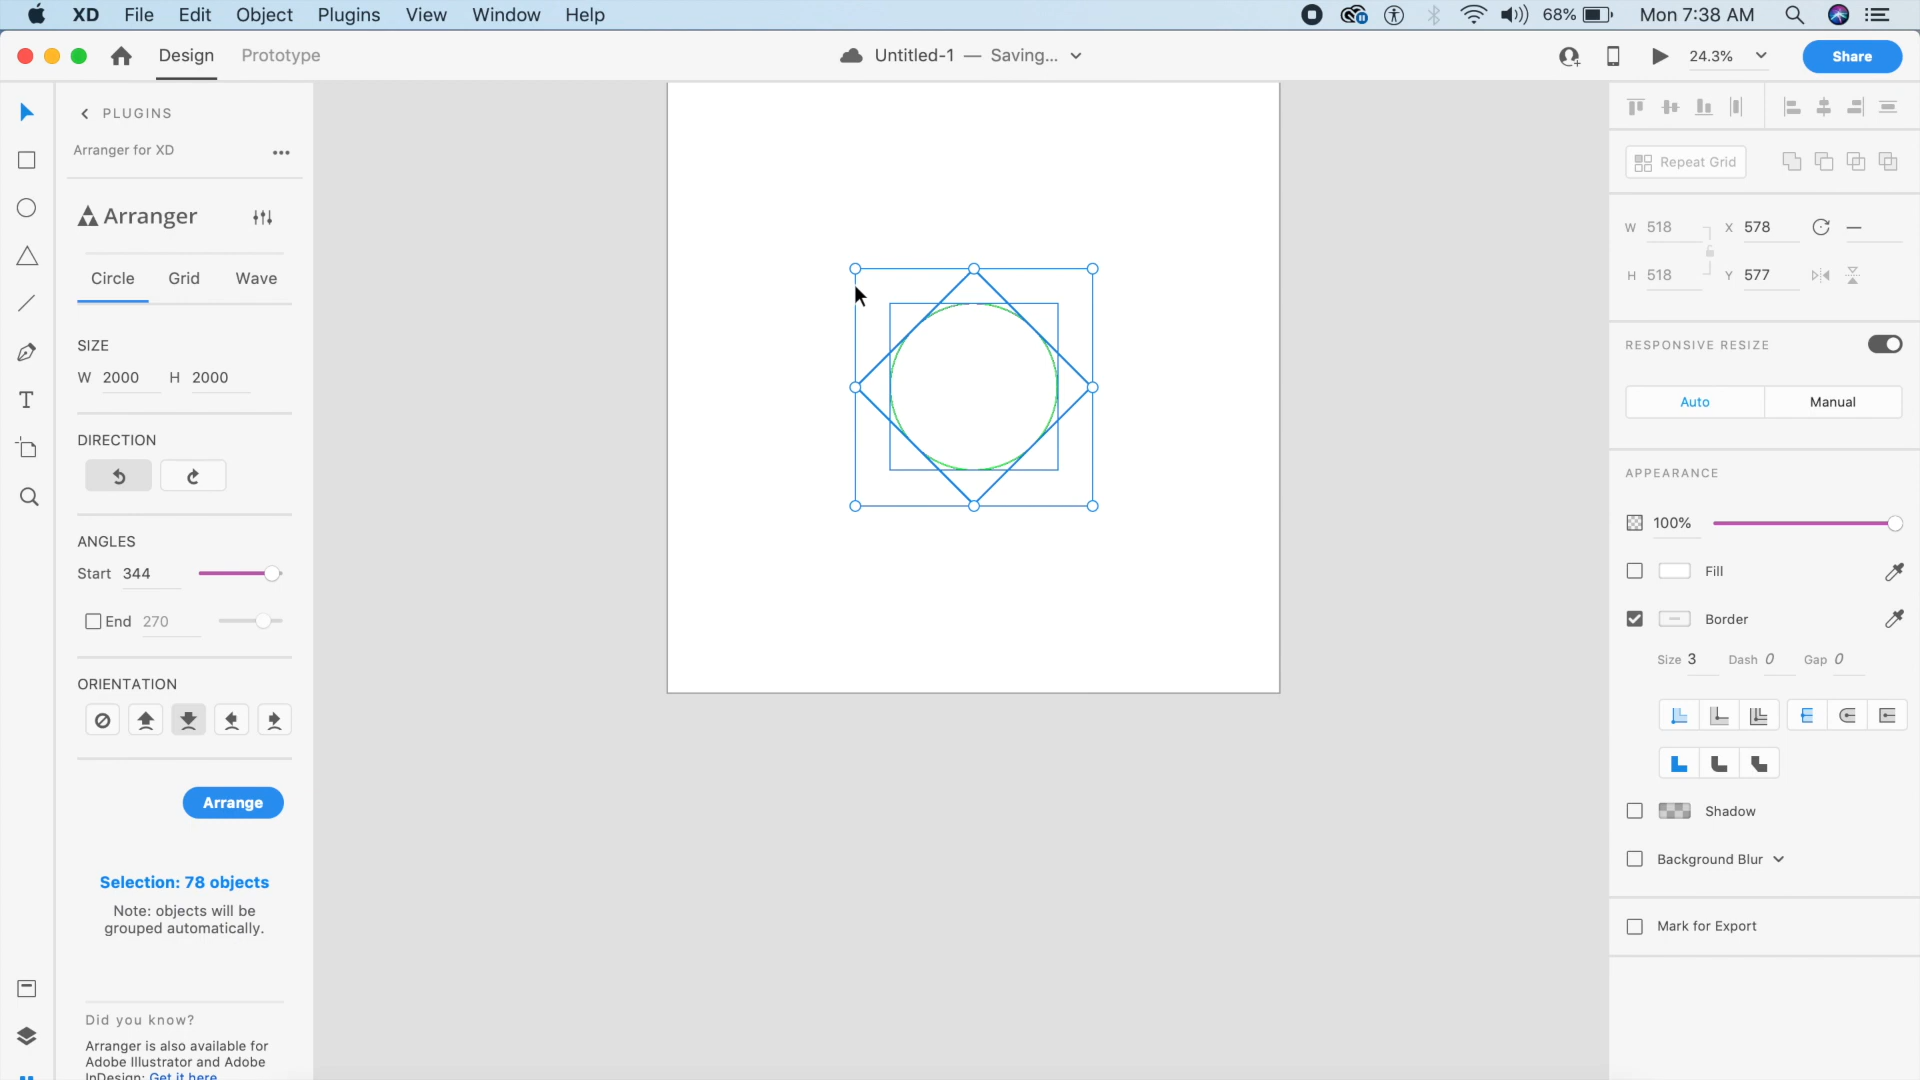 XD File Edit Object Plugins View Window Help 68% Mon 7:38 AM
Design Prototype Untitled-1 — Saving... 24.3% Share
PLUGINS
Arranger for XD
Arranger
Circle Grid Wave
SIZE
W 2000 H 2000
DIRECTION
ANGLES
Start 344
End 270
ORIENTATION
Arrange
Selection: 78 objects
Note: objects will be
grouped automatically.
Did you know?
Arranger is also available for
Adobe Illustrator and Adobe
InDesign: Get it here
Repeat Grid
W 518 X 578
H 518 Y 577
RESPONSIVE RESIZE
Auto Manual
APPEARANCE
100%
Fill
Border
Size 3 Dash 0 Gap 0
Shadow
Background Blur
Mark for Export